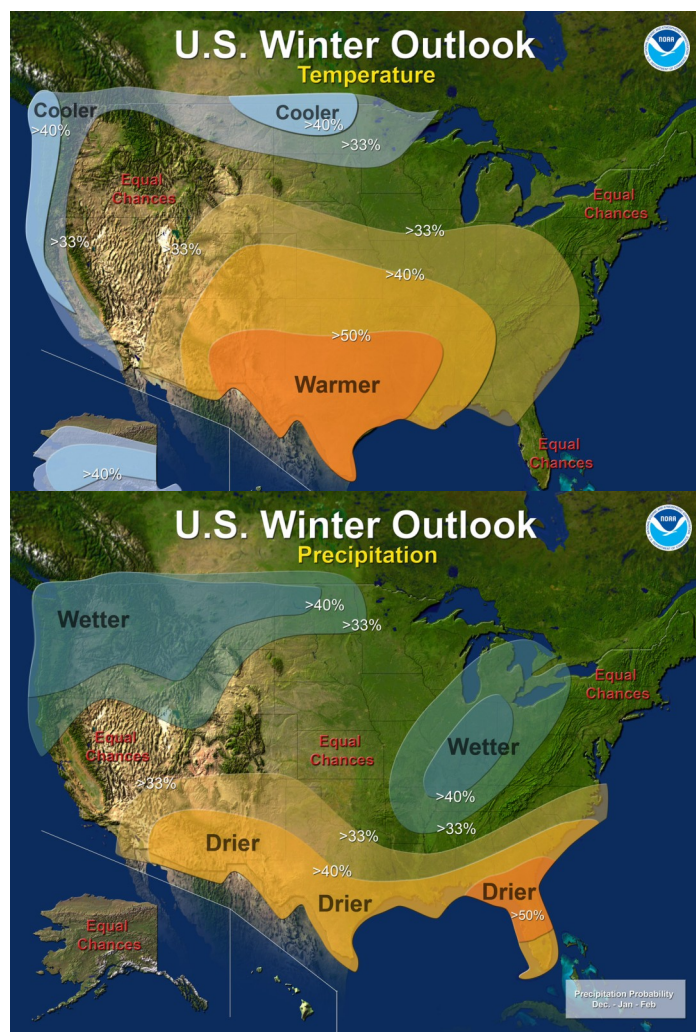 U.S. Winter Outlook
Temperature
NOAA
Cooler
>40%
Cooler
>40%
>33%
Equal
Chances
Equal
Chances
>33%
>33%
>33%
>40%
>50%
Warmer
Equal
Chances
>40%
U.S. Winter Outlook
Precipitation
NOAA
Wetter
>40%
>33%
Equal
Chances
Equal
Chances
Equal
Chances
Wetter
>33%
>40%
>33%
>33%
Drier
>40%
Drier
Drier
>50%
Equal
Chances
Precipitation Probability
Dec. - Jan - Feb